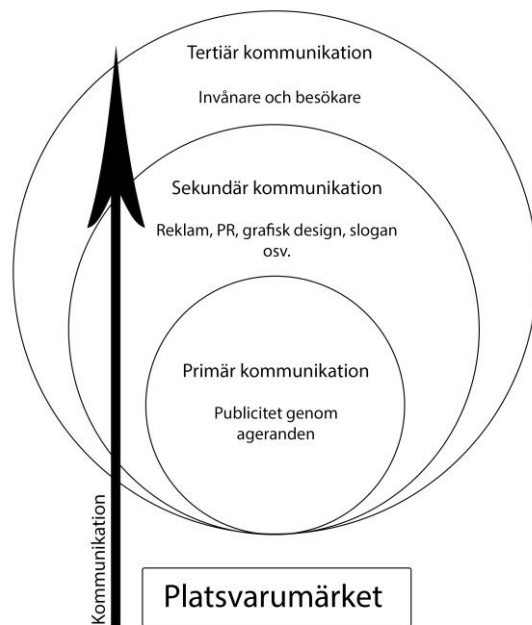 Tertiär kommunikation
Invånare och besökare
Sekundär kommunikation
Reklam, PR, grafisk design, slogan
osv.
Primär kommunikation
Publicitet genom
ageranden
Kommunikation
Platsvarumärket